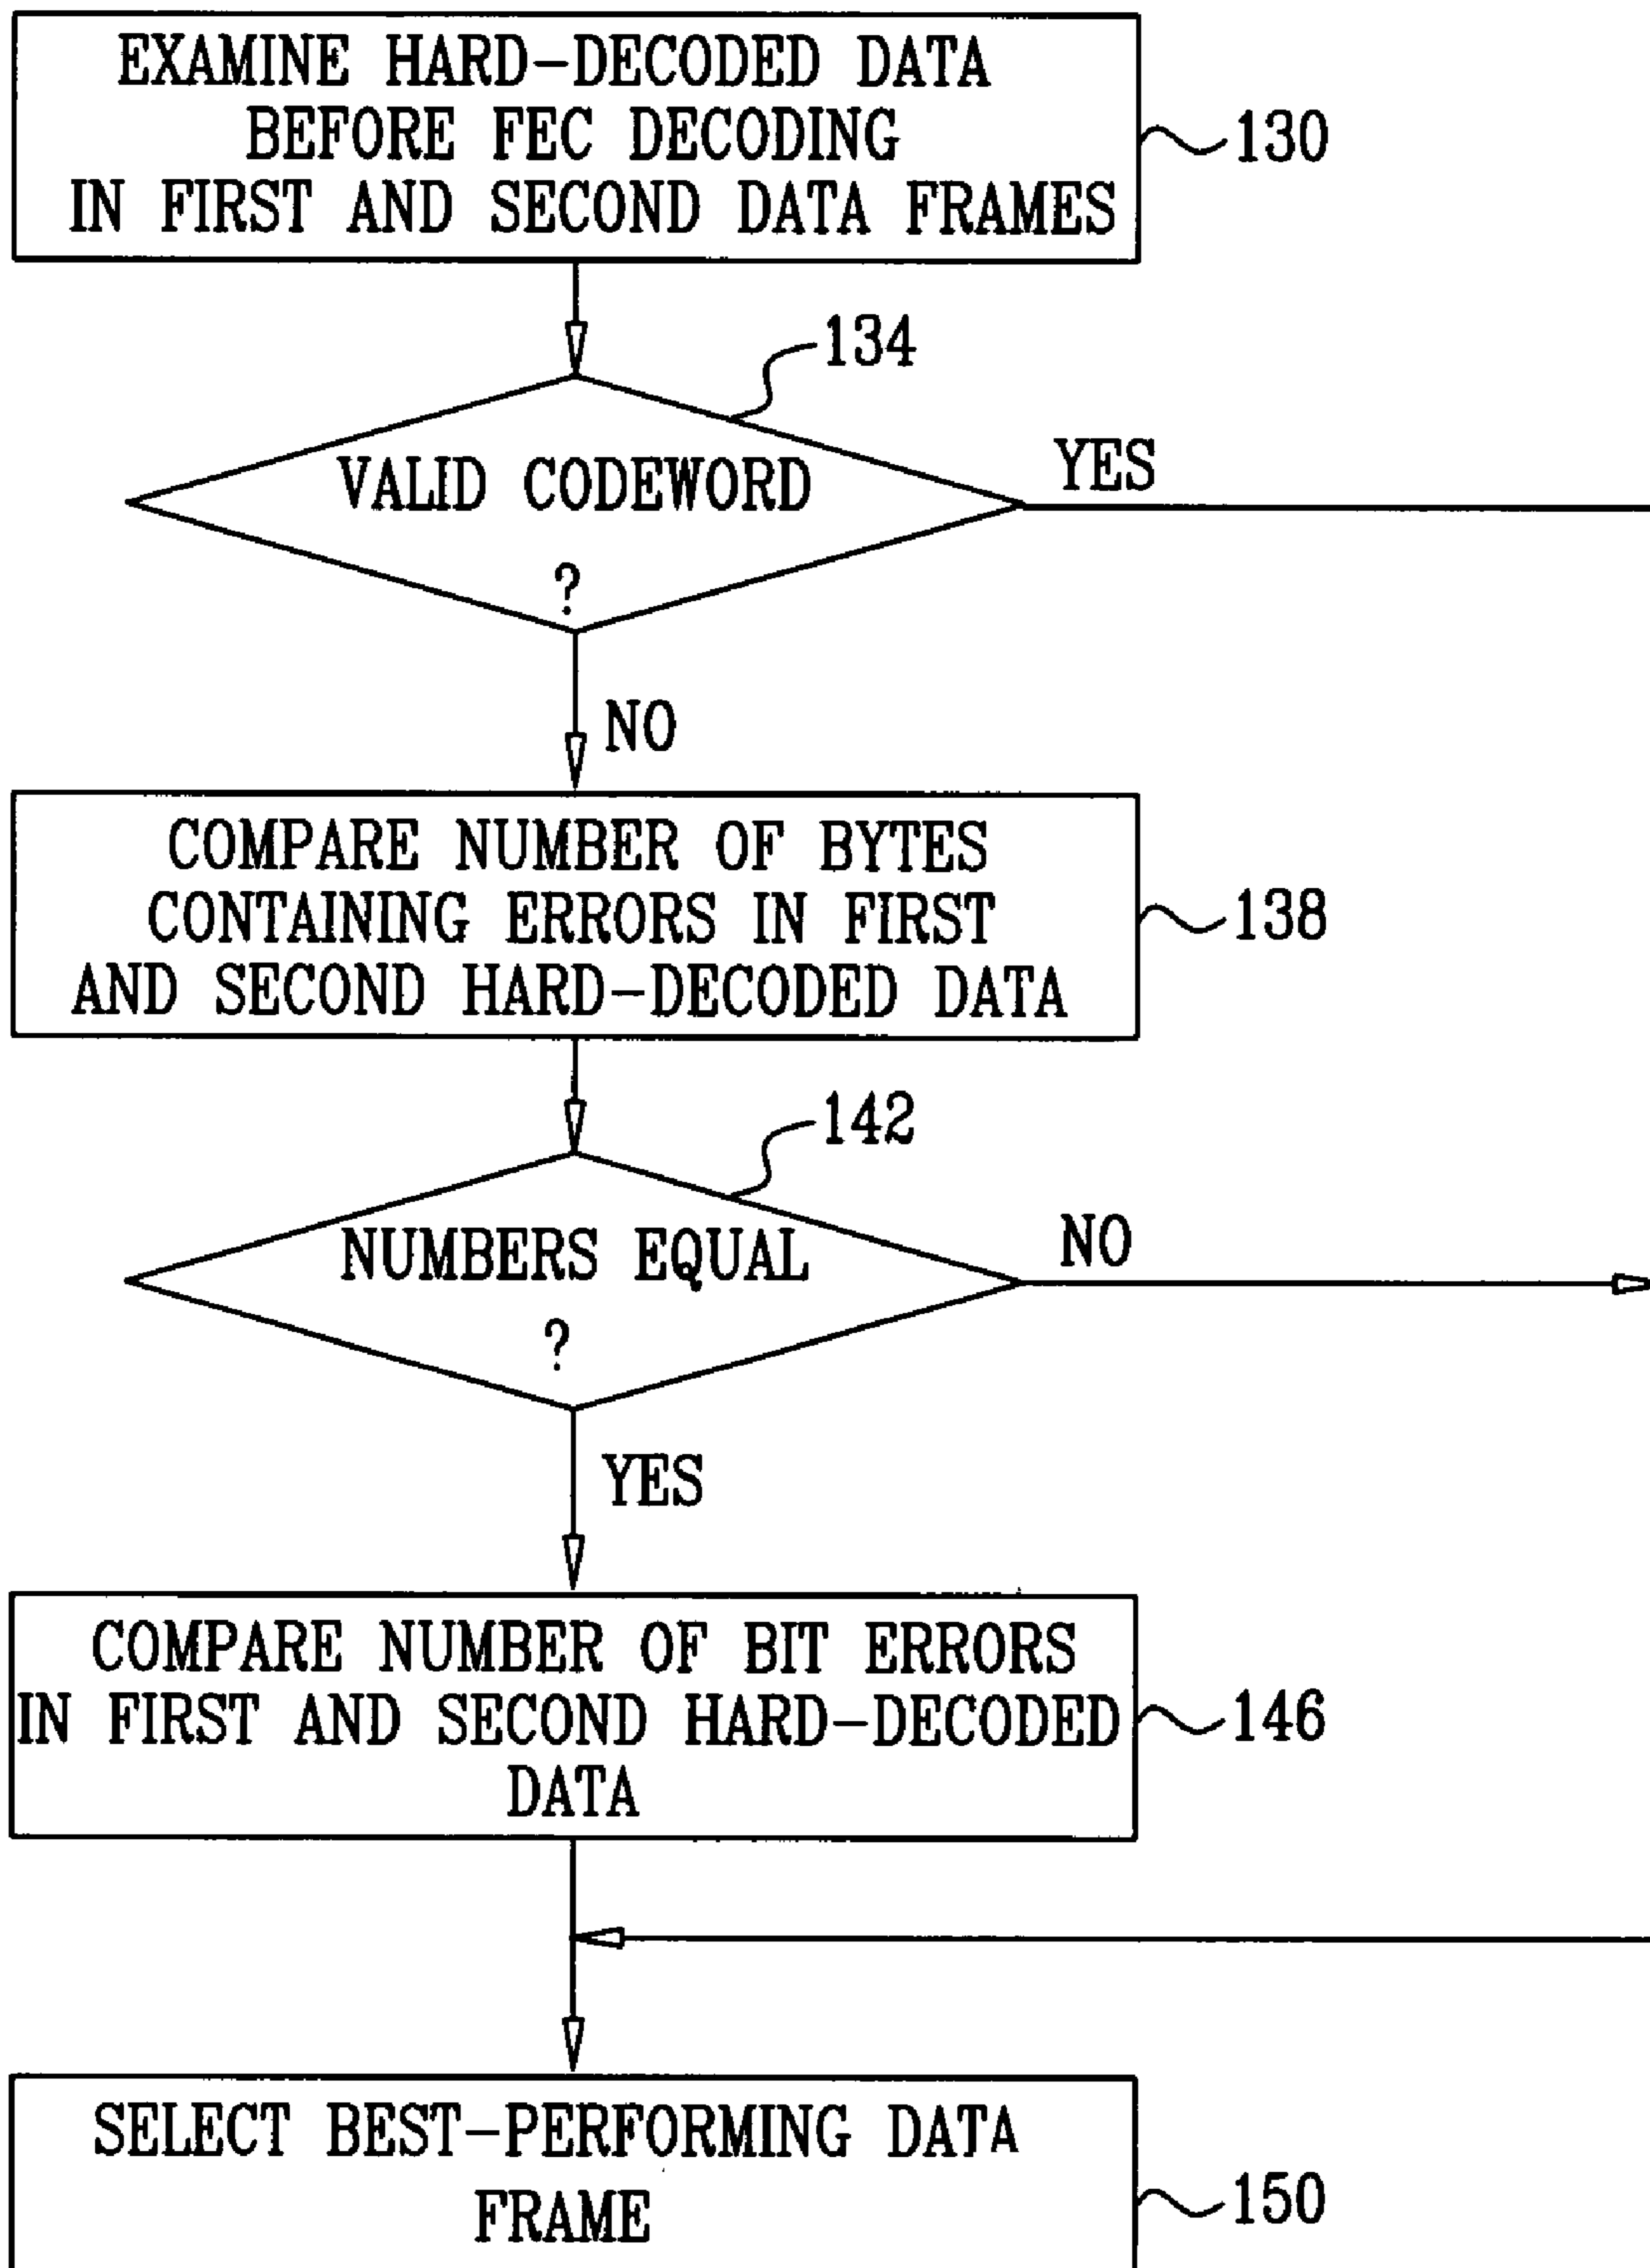 EXAMINE HARD-DECODED DATA
BEFORE FEC DECODING
IN FIRST AND SECOND DATA FRAMES
130
134
VALID CODEWORD
?
YES
NO
COMPARE NUMBER OF BYTES
CONTAINING ERRORS IN FIRST
AND SECOND HARD-DECODED DATA
138
142
NUMBERS EQUAL
?
NO
YES
COMPARE NUMBER OF BIT ERRORS
IN FIRST AND SECOND HARD-DECODED
DATA
146
SELECT BEST-PERFORMING DATA
FRAME
150